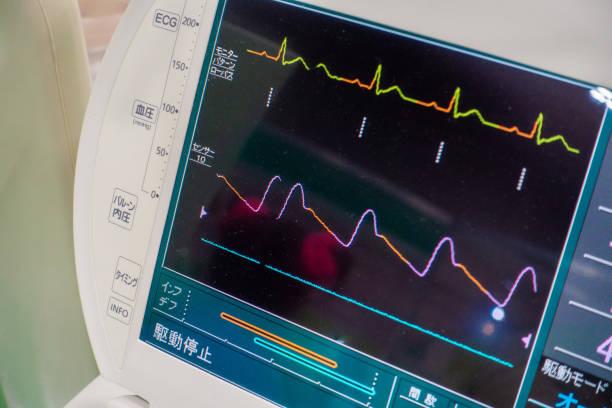 ECG
200
150
血圧
(mmHg)
100
50
0
バルーン
内圧
タイミング
INFO
モニター
パターン
ローパス
センサー
10
インフ
デフ
駆動停止
駆動モード
オ
4